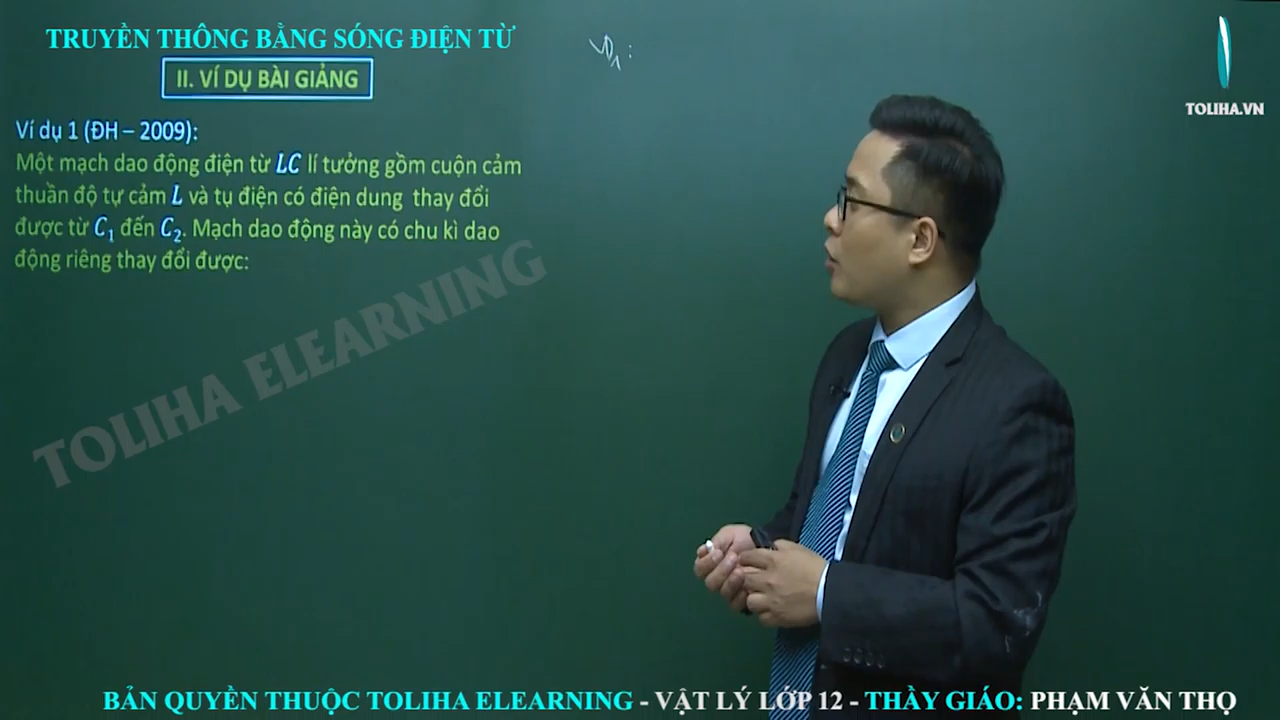 TRUYỀN THÔNG BẰNG SÓNG ĐIỆN TỪ
II. VÍ DỤ BÀI GIẢNG
VD1:
TOLIHA.VN
Ví dụ 1 (ĐH – 2009):
Một mạch dao động điện từ LC lí tưởng gồm cuộn cảm
thuần độ tự cảm L và tụ điện có điện dung thay đổi
được từ C₁ đến C₂. Mạch dao động này có chu kì dao
động riêng thay đổi được:
TOLIHA ELEARNING
BẢN QUYỀN THUỘC TOLIHA ELEARNING - VẬT LÝ LỚP 12 - THẦY GIÁO: PHẠM VĂN THỌ